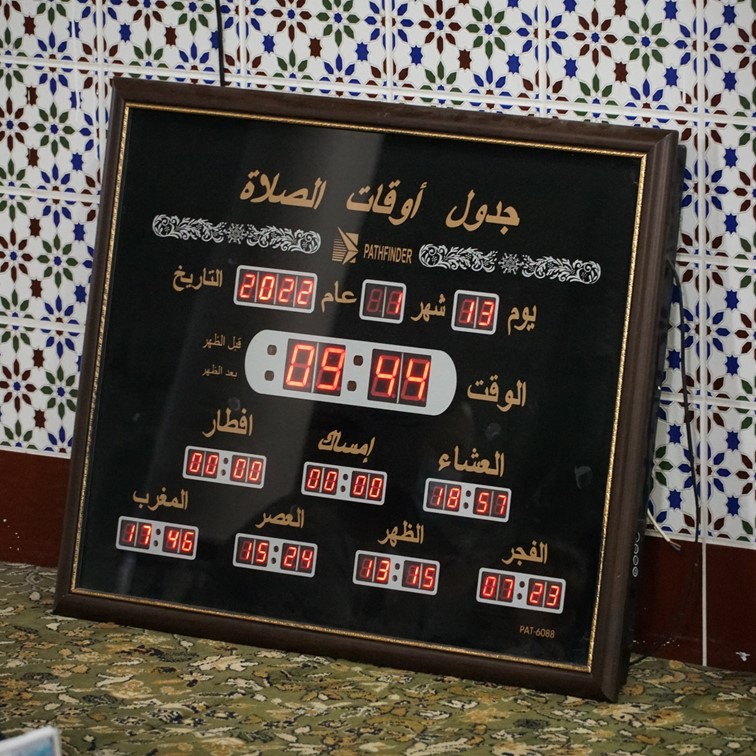 جدول أوقات الصلاة
PATHFINDER
يوم 13 شهر 1 عام 2022 التاريخ
قبل الظهر
بعد الظهر
الوقت 09:44
العشاء إمساك افطار
18:57 00:00 00:00
الفجر الظهر العصر المغرب
07:23 13:15 15:24 17:46
PAT-6088